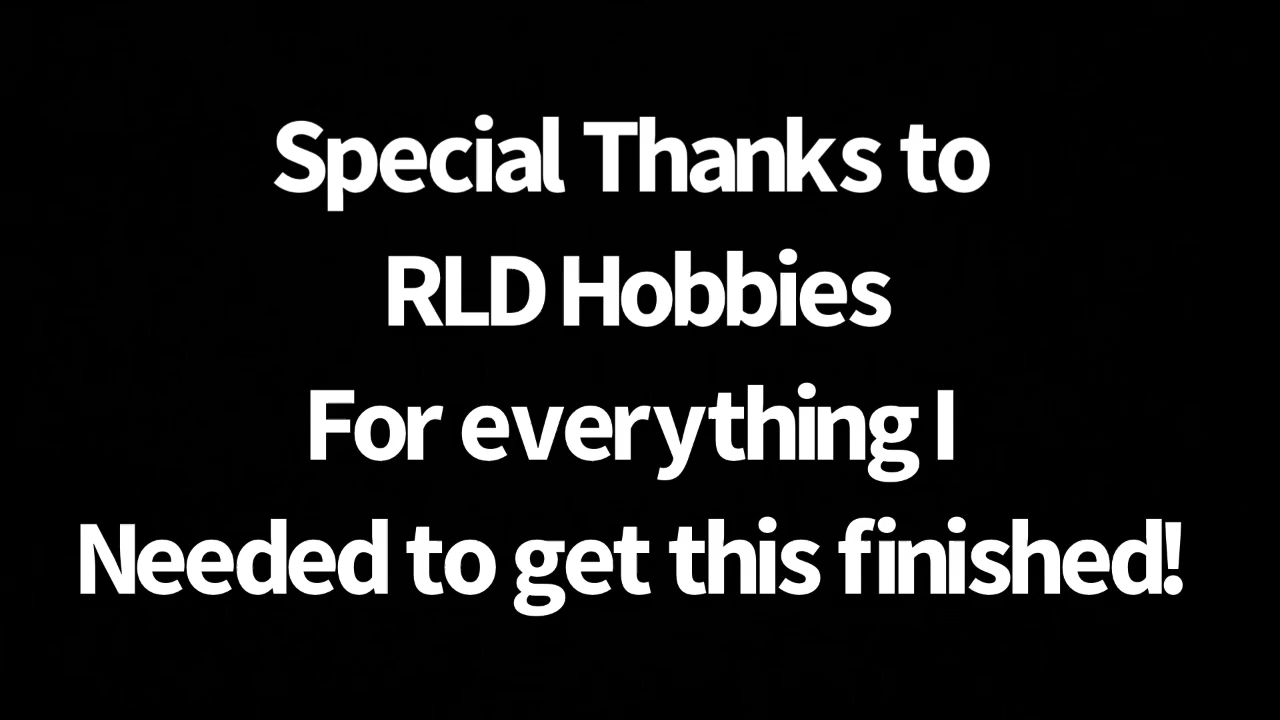 Special Thanks to
RLD Hobbies
For everything I
Needed to get this finished!